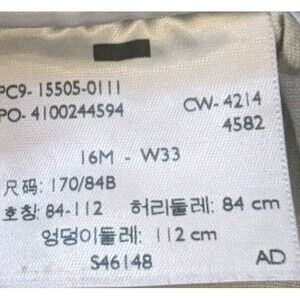 PC9-15505-0111
PO-4100244594 CW-4214
4582
16M - W33
尺码: 170/84B
호칭: 84-112 허리둘레: 84 cm
엉덩이둘레: 112 cm
S46148 AD